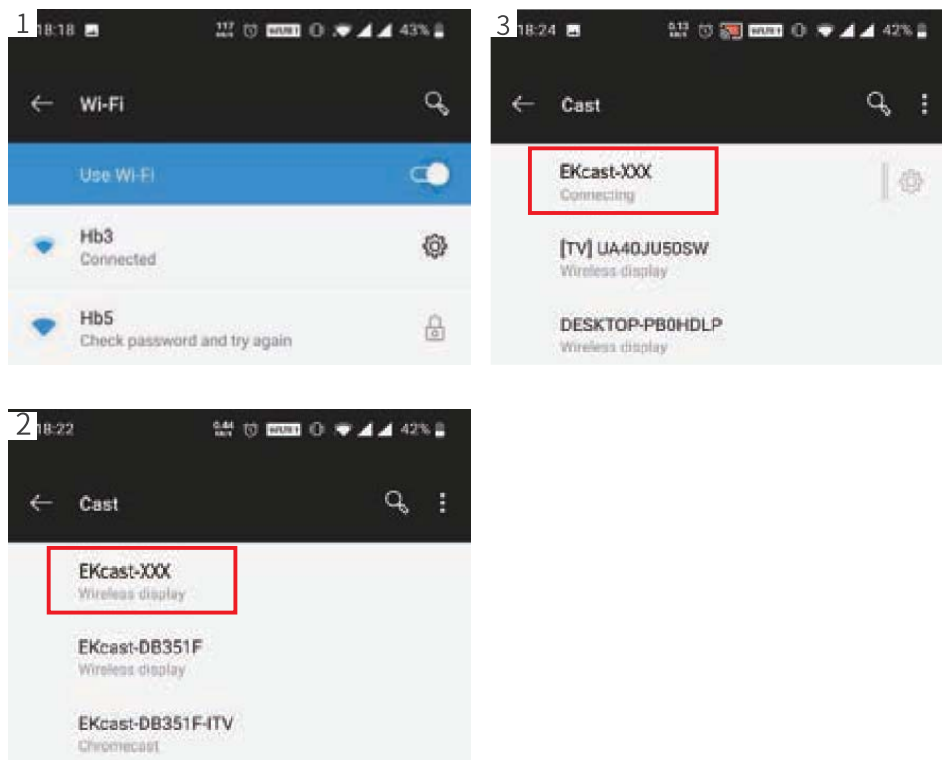 1
18:18
43%
Wi-Fi
Use Wi-Fi
Hb3
Connected
Hb5
Check password and try again
2
18:22
42%
Cast
EKcast-XXX
Wireless display
EKcast-DB351F
Wireless display
EKcast-DB351F-ITV
Chromecast
3
18:24
42%
Cast
EKcast-XXX
Connecting
[TV] UA40JU50SW
Wireless display
DESKTOP-PB0HDLP
Wireless display